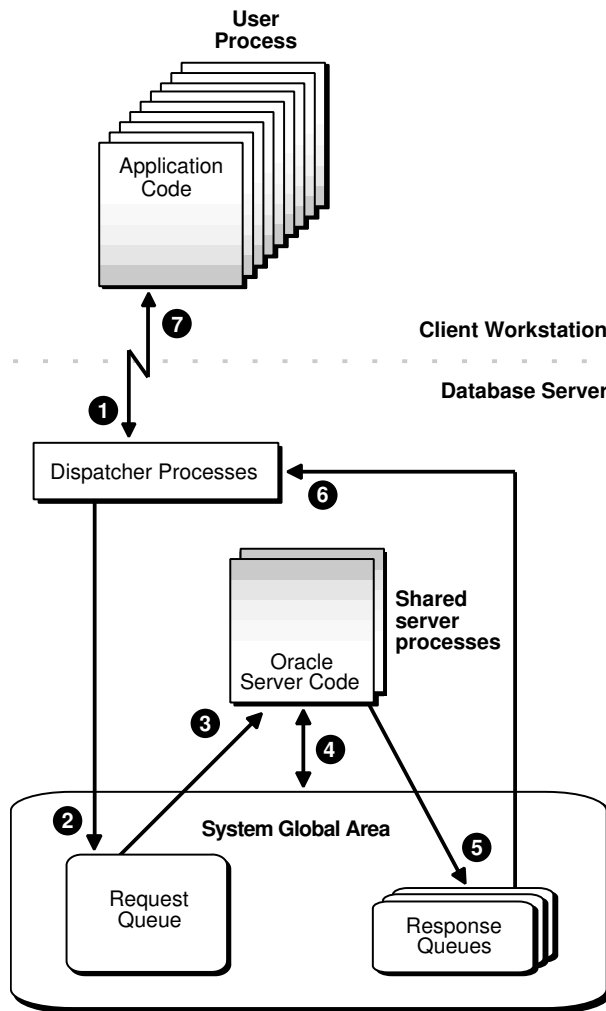 User
Process
Application
Code
7
Client Workstation
Database Server
1
Dispatcher Processes
6
Shared
server
processes
Oracle
Server Code
3
4
2
System Global Area
5
Request
Queue
Response
Queues